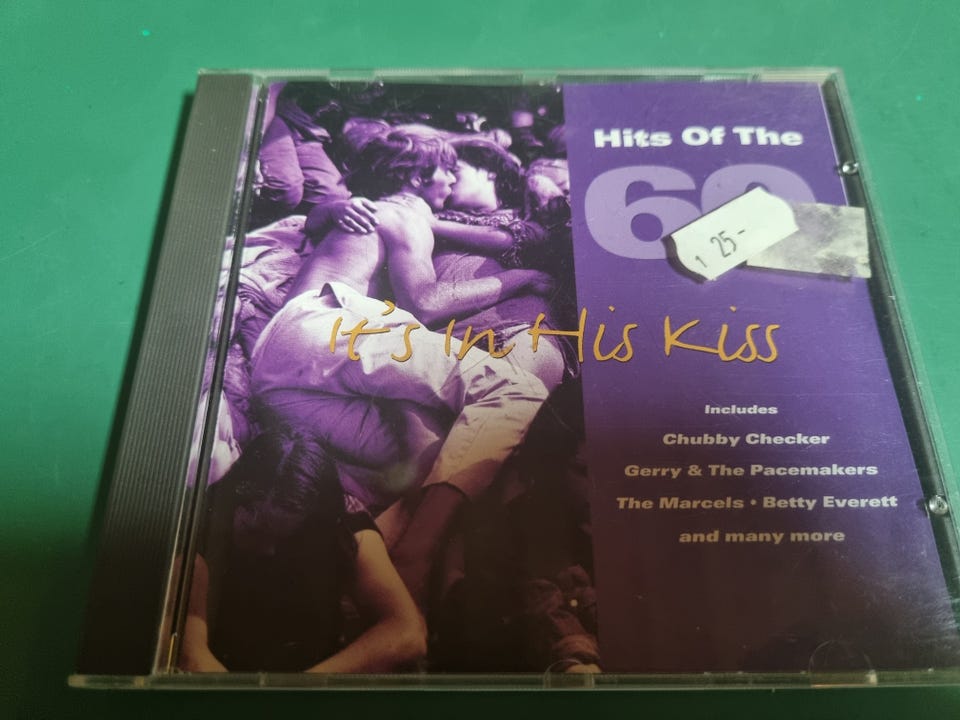 Hits Of The
60
1 25-
It's In His Kiss
Includes
Chubby Checker
Gerry & The Pacemakers
The Marcels • Betty Everett
and many more